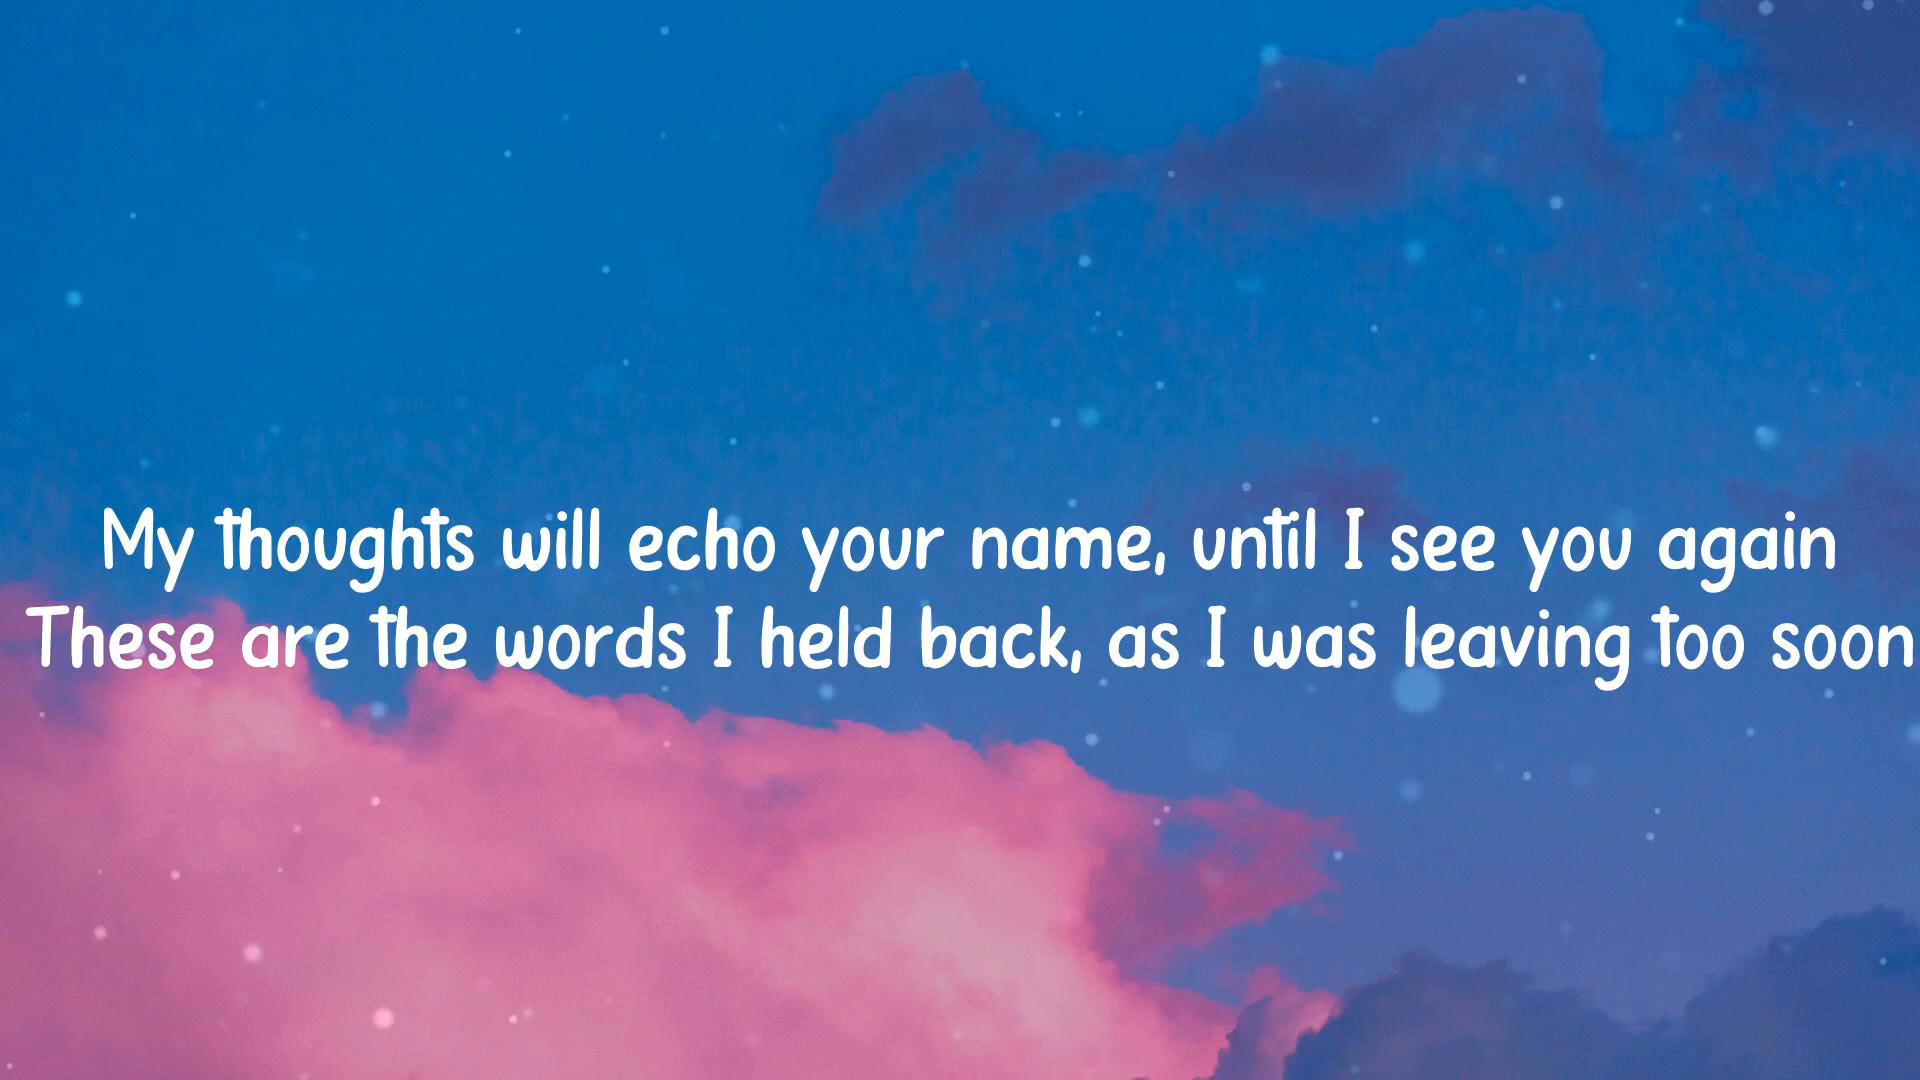 My thoughts will echo your name, until I see you again
These are the words I held back, as I was leaving too soon